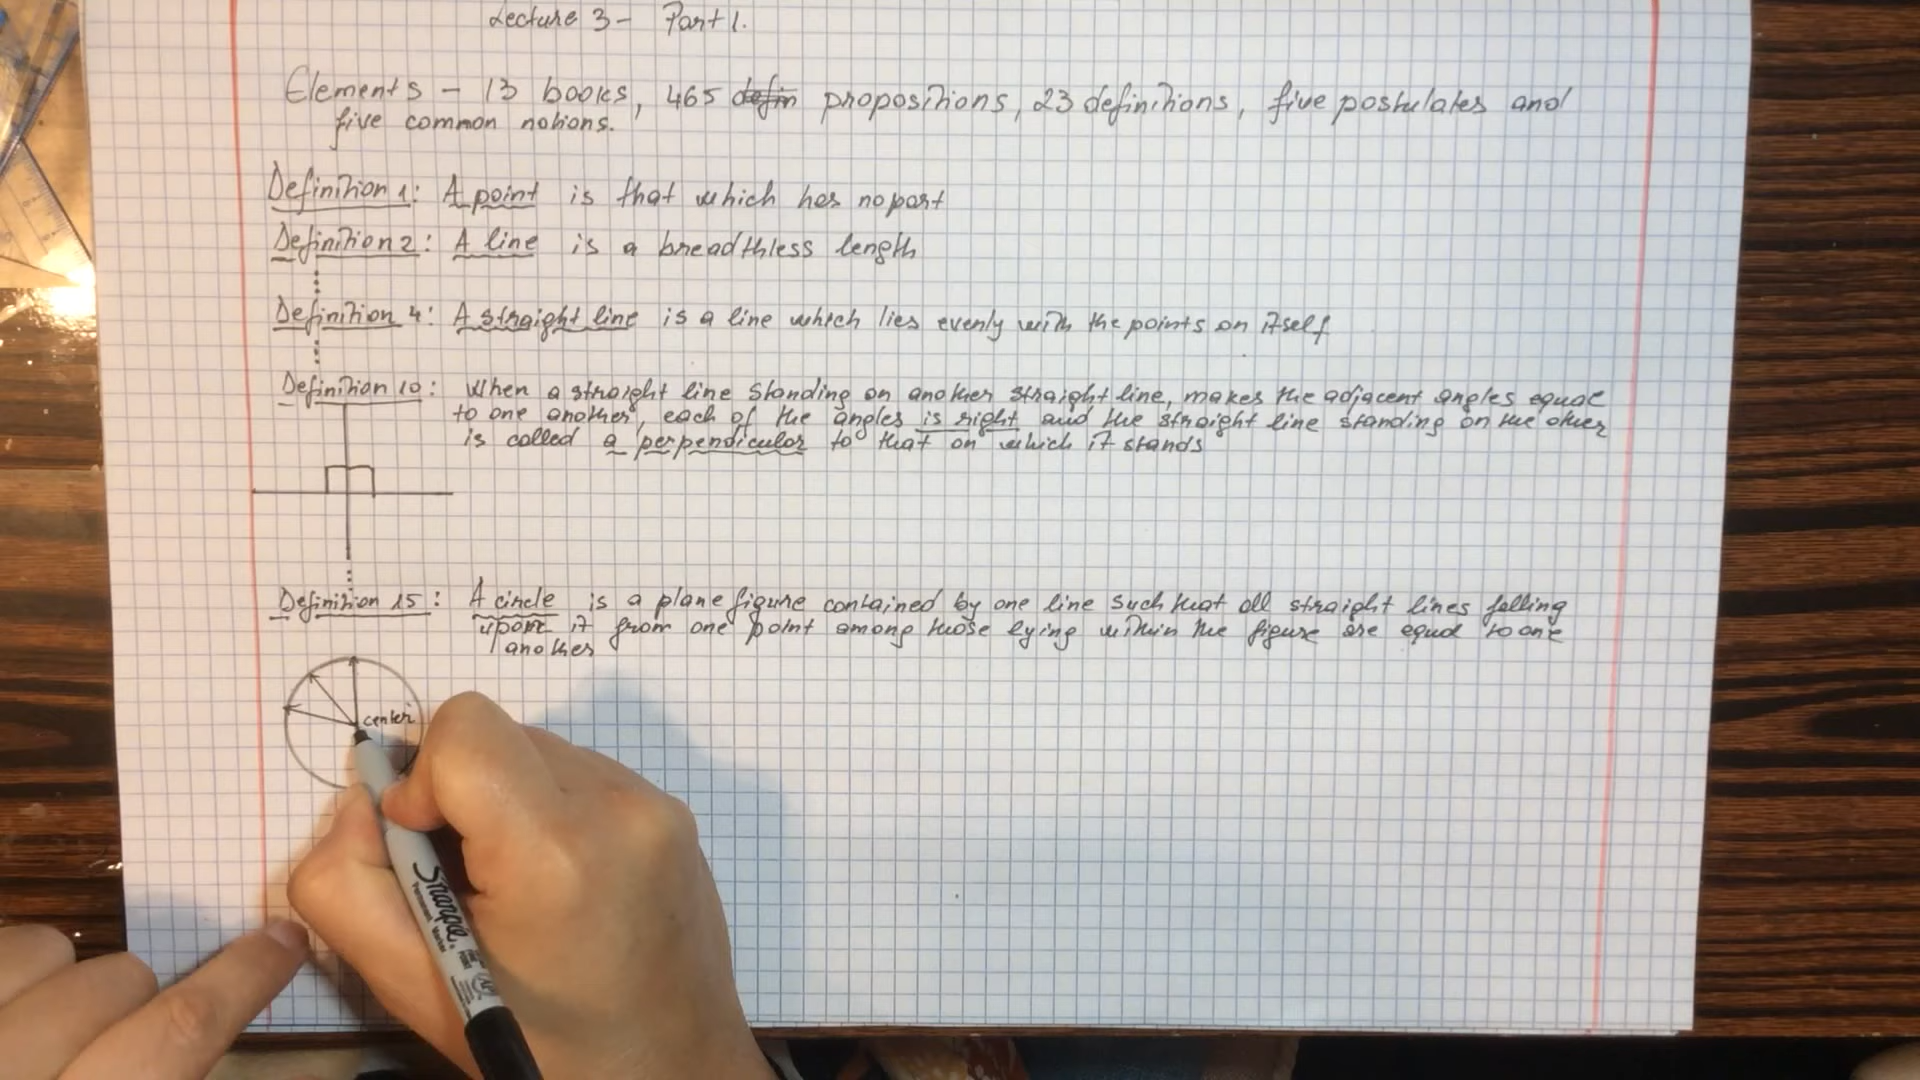 Lecture 3 - Part 1.
Elements - 13 books, 465 defin propositions, 23 definitions, five postulates and
five common notions.
Definition 1: A point is that which has no part
Definition 2: A line is a breadthless length
Definition 4: A straight line is a line which lies evenly with the points on itself
Definition 10: When a straight line standing on another straight line, makes the adjacent angles equal
to one another, each of the angles is right and the straight line standing on the other
is called a perpendicular to that on which it stands
Definition 15: A circle is a plane figure contained by one line such that all straight lines falling
upon it from one point among those lying within the figure are equal to one
another
center
Sharpie.
Permanent Marker